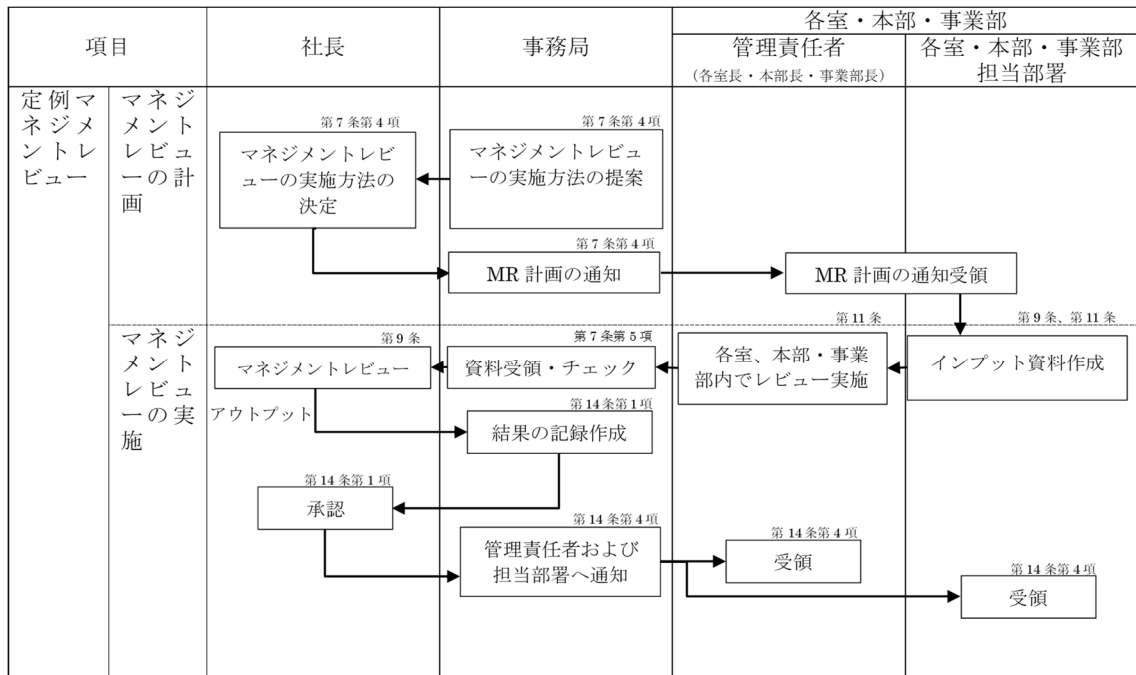 項目
社長
事務局
各室・本部・事業部
管理責任者
(各室長・本部長・事業部長)
各室・本部・事業部
担当部署
定例マ
ネジメ
ントレ
ビュー
マネジ
メント
レビュ
ーの計
画
第7条第4項
マネジメントレビ
ューの実施方法の
決定
第7条第4項
マネジメントレビュ
ーの実施方法の提案
第7条第4項
MR計画の通知
MR計画の通知受領
マネジ
メント
レビュ
ーの実
施
第9条
マネジメントレビュー
第7条第5項
資料受領・チェック
第11条
各室、本部・事業
部内でレビュー実施
第9条、第11条
インプット資料作成
アウトプット
第14条第1項
結果の記録作成
第14条第1項
承認
第14条第4項
管理責任者および
担当部署へ通知
第14条第4項
受領
第14条第4項
受領